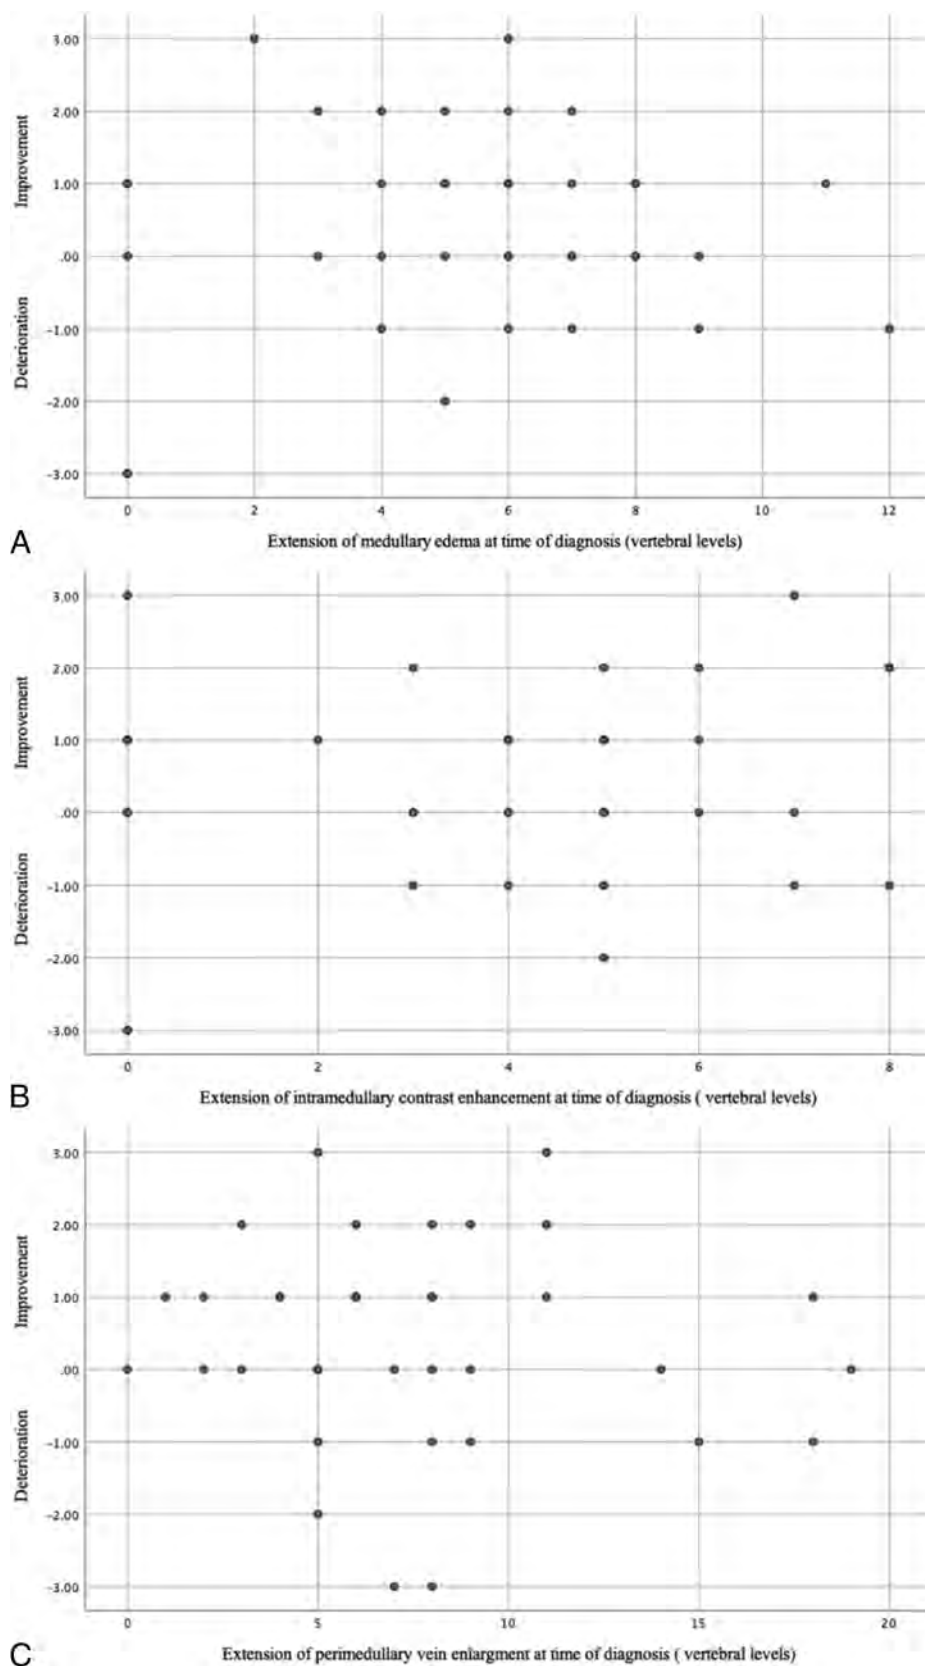 3.00
2.00
Improvement
1.00
.00
Deterioration
-1.00
-2.00
-3.00
0 2 4 6 8 10 12
A
Extension of medullary edema at time of diagnosis (vertebral levels)
3.00
2.00
Improvement
1.00
.00
Deterioration
-1.00
-2.00
-3.00
0 2 4 6 8
B
Extension of intramedullary contrast enhancement at time of diagnosis ( vertebral levels)
3.00
2.00
Improvement
1.00
.00
Deterioration
-1.00
-2.00
-3.00
0 5 10 15 20
C
Extension of perimedullary vein enlargment at time of diagnosis ( vertebral levels)